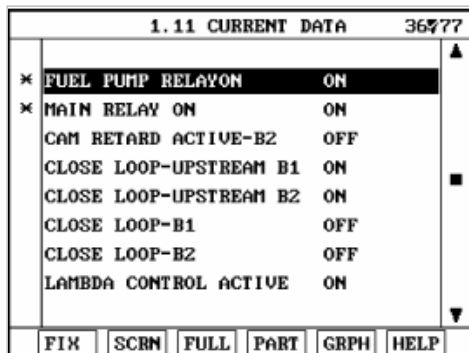 1.11 CURRENT DATA 36▼77
* FUEL PUMP RELAYON ON
* MAIN RELAY ON ON
CAM RETARD ACTIVE-B2 OFF
CLOSE LOOP-UPSTREAM B1 ON
CLOSE LOOP-UPSTREAM B2 ON
CLOSE LOOP-B1 OFF
CLOSE LOOP-B2 OFF
LAMBDA CONTROL ACTIVE ON
FIX SCRN FULL PART GRPH HELP